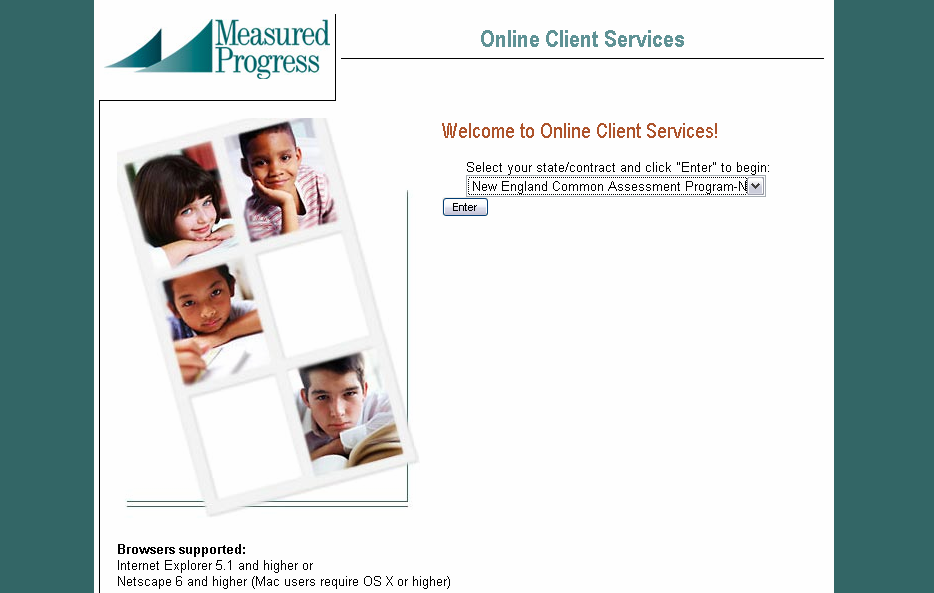 Measured
Progress
Online Client Services
Welcome to Online Client Services!
Select your state/contract and click "Enter" to begin:
New England Common Assessment Program-N
Enter
Browsers supported:
Internet Explorer 5.1 and higher or
Netscape 6 and higher (Mac users require OS X or higher)